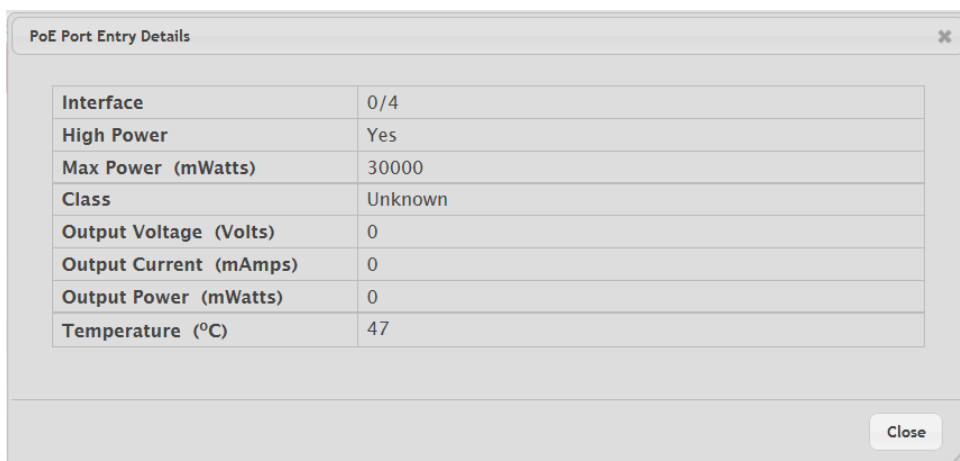 PoE Port Entry Details
Interface 0/4
High Power Yes
Max Power (mWatts) 30000
Class Unknown
Output Voltage (Volts) 0
Output Current (mAmps) 0
Output Power (mWatts) 0
Temperature (⁰C) 47
Close